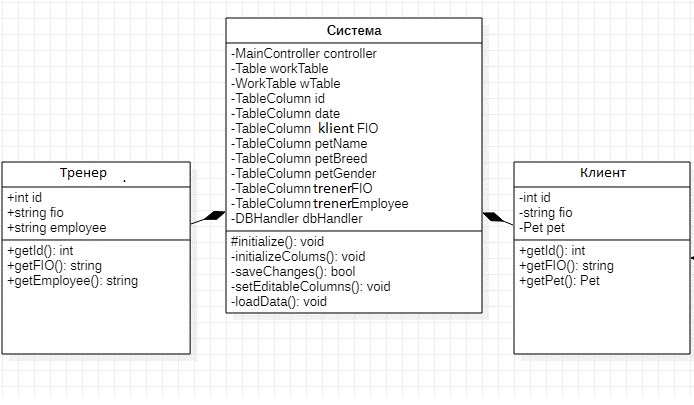 Система
-MainController controller
-Table workTable
-WorkTable wTable
-TableColumn id
-TableColumn date
-TableColumn klient FIO
-TableColumn petName
-TableColumn petBreed
-TableColumn petGender
-TableColumn trenerFIO
-TableColumn trenerEmployee
-DBHandler dbHandler
#initialize(): void
-initializeColums(): void
-saveChanges(): bool
-setEditableColumns(): void
-loadData(): void
Тренер .
+int id
+string fio
+string employee
+getId(): int
+getFIO(): string
+getEmployee(): string
Клиент
-int id
-string fio
-Pet pet
+getId(): int
+getFIO(): string
+getPet(): Pet